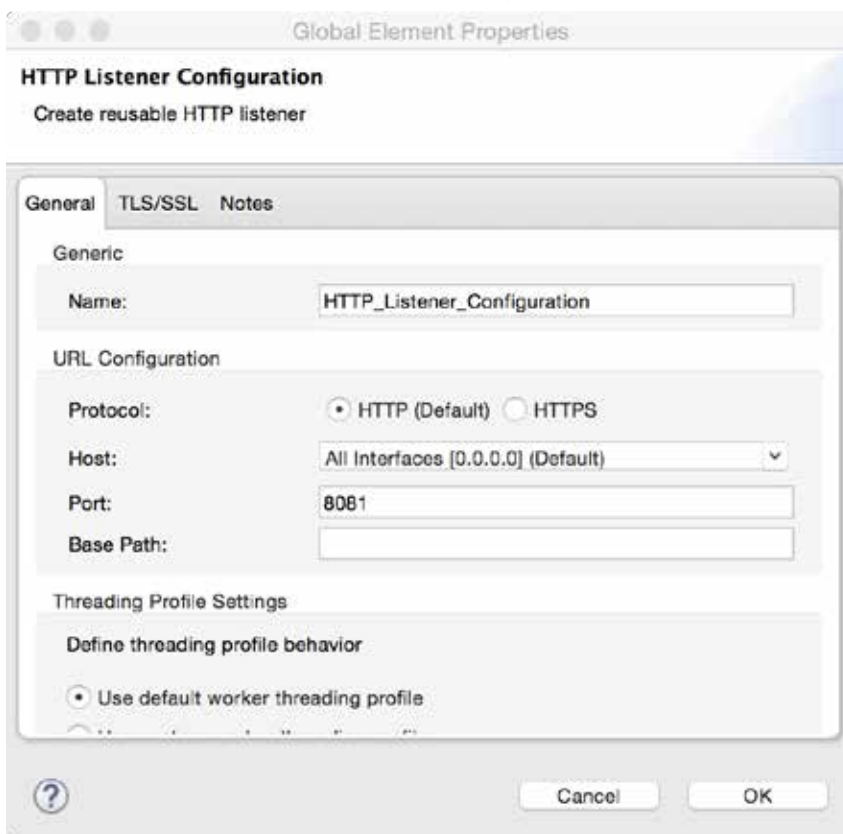 Global Element Properties
HTTP Listener Configuration
Create reusable HTTP listener
General TLS/SSL Notes
Generic
Name: HTTP_Listener_Configuration
URL Configuration
Protocol: HTTP (Default) HTTPS
Host: All Interfaces [0.0.0.0] (Default)
Port: 8081
Base Path:
Threading Profile Settings
Define threading profile behavior
Use default worker threading profile
? Cancel OK